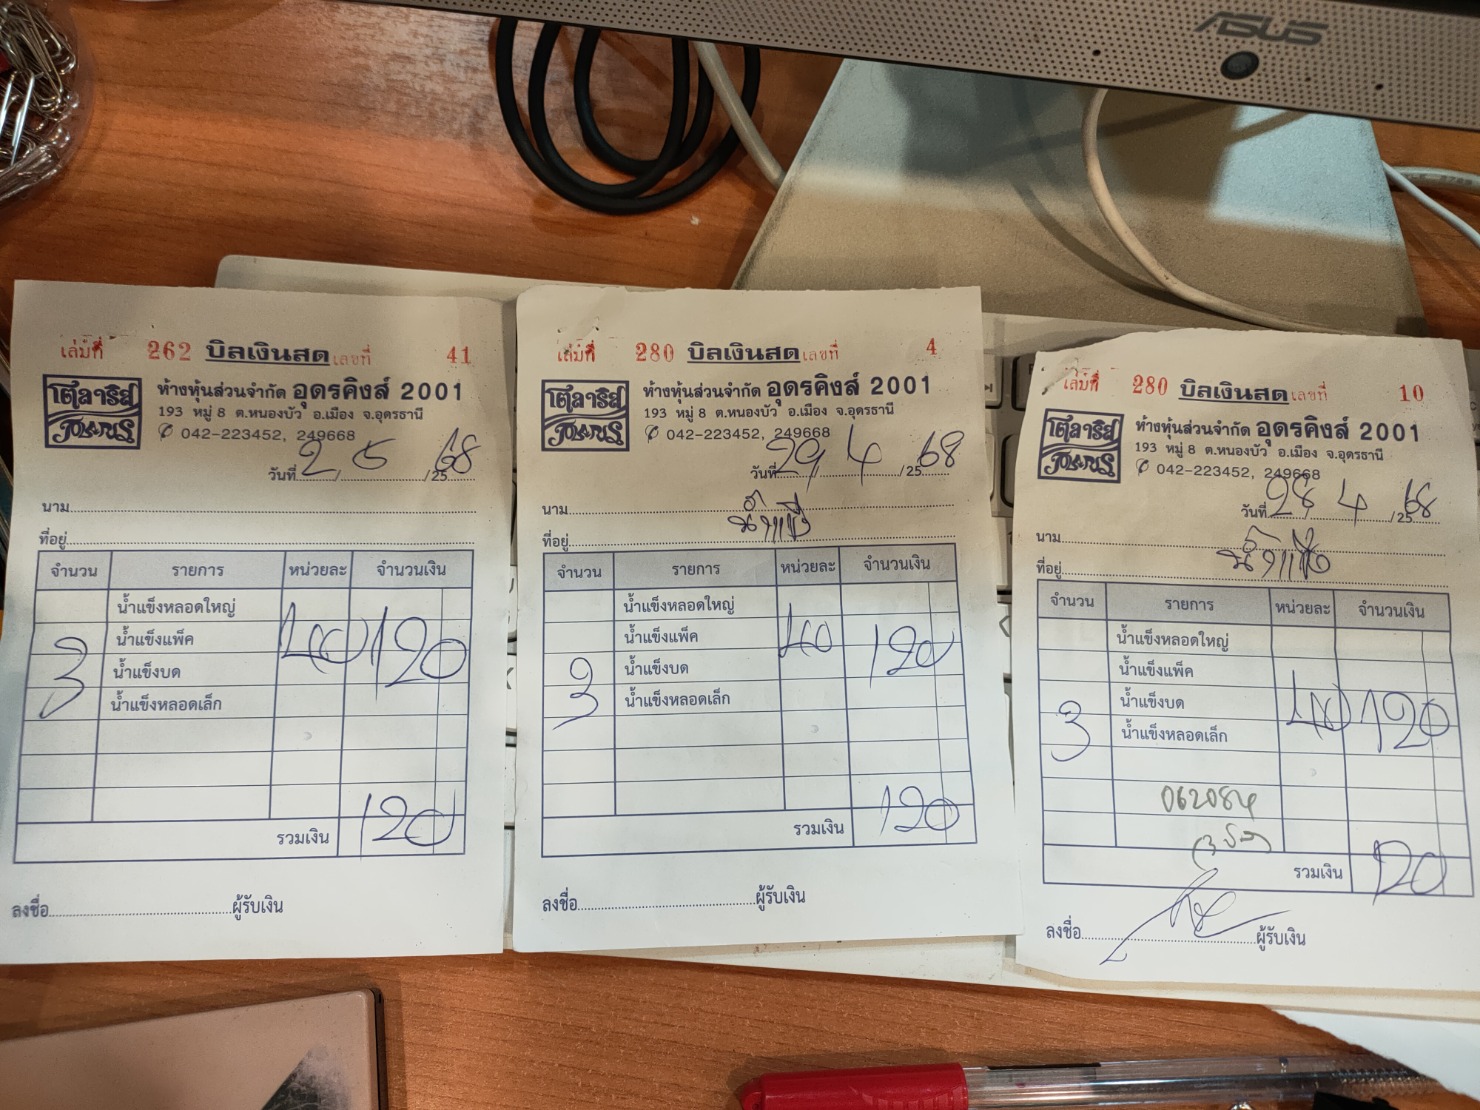 ASUS
เล่มที่ 262 บิลเงินสด เลขที่ 41
โตลาริส
POLARIS
ห้างหุ้นส่วนจำกัด อุดรคิงส์ 2001
193 หมู่ 8 ต.หนองบัว อ.เมือง จ.อุดรธานี
042-223452, 249668
วันที่ 2 / 5 / 25 68
นาม
ที่อยู่
จำนวน รายการ หน่วยละ จำนวนเงิน
น้ำแข็งหลอดใหญ่
น้ำแข็งแพ็ค 40 120
3 น้ำแข็งบด
น้ำแข็งหลอดเล็ก
120
รวมเงิน
ลงชื่อ ผู้รับเงิน
เล่มที่ 280 บิลเงินสด เลขที่ 4
โตลาริส
POLARIS
ห้างหุ้นส่วนจำกัด อุดรคิงส์ 2001
193 หมู่ 8 ต.หนองบัว อ.เมือง จ.อุดรธานี
042-223452, 249668
วันที่ 29 / 4 / 25 68
นาม
น้ำแข็ง
ที่อยู่
จำนวน รายการ หน่วยละ จำนวนเงิน
น้ำแข็งหลอดใหญ่
น้ำแข็งแพ็ค 40 120
3 น้ำแข็งบด
น้ำแข็งหลอดเล็ก
120
รวมเงิน
ลงชื่อ ผู้รับเงิน
เล่มที่ 280 บิลเงินสด เลขที่ 10
โตลาริส
POLARIS
ห้างหุ้นส่วนจำกัด อุดรคิงส์ 2001
193 หมู่ 8 ต.หนองบัว อ.เมือง จ.อุดรธานี
042-223452, 249668
วันที่ 28 / 4 / 25 68
นาม
น้ำแข็ง
ที่อยู่
จำนวน รายการ หน่วยละ จำนวนเงิน
น้ำแข็งหลอดใหญ่
น้ำแข็งแพ็ค
น้ำแข็งบด 40 120
3 น้ำแข็งหลอดเล็ก
รวมเงิน 120
ลงชื่อ ผู้รับเงิน